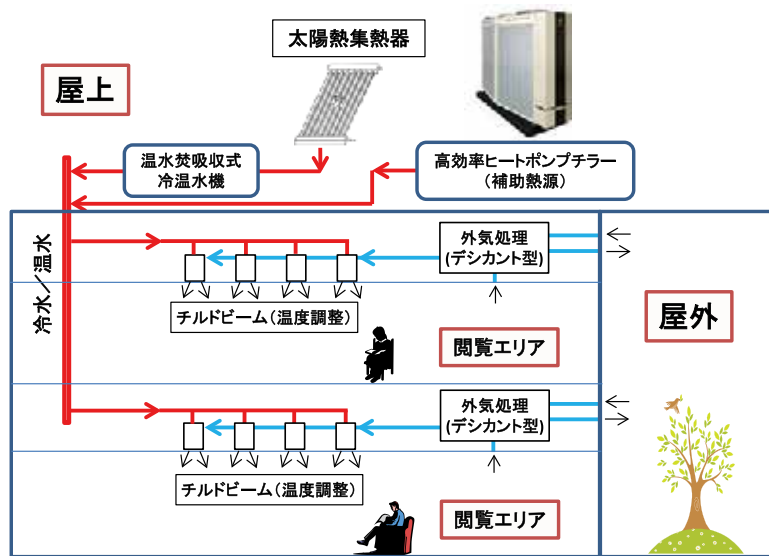 太陽熱集熱器
屋上
温水焚吸収式
冷温水機
高効率ヒートポンプチラー
(補助熱源)
冷水／温水
外気処理
(デシカント型)
チルドビーム(温度調整)
屋外
閲覧エリア
外気処理
(デシカント型)
チルドビーム(温度調整)
閲覧エリア